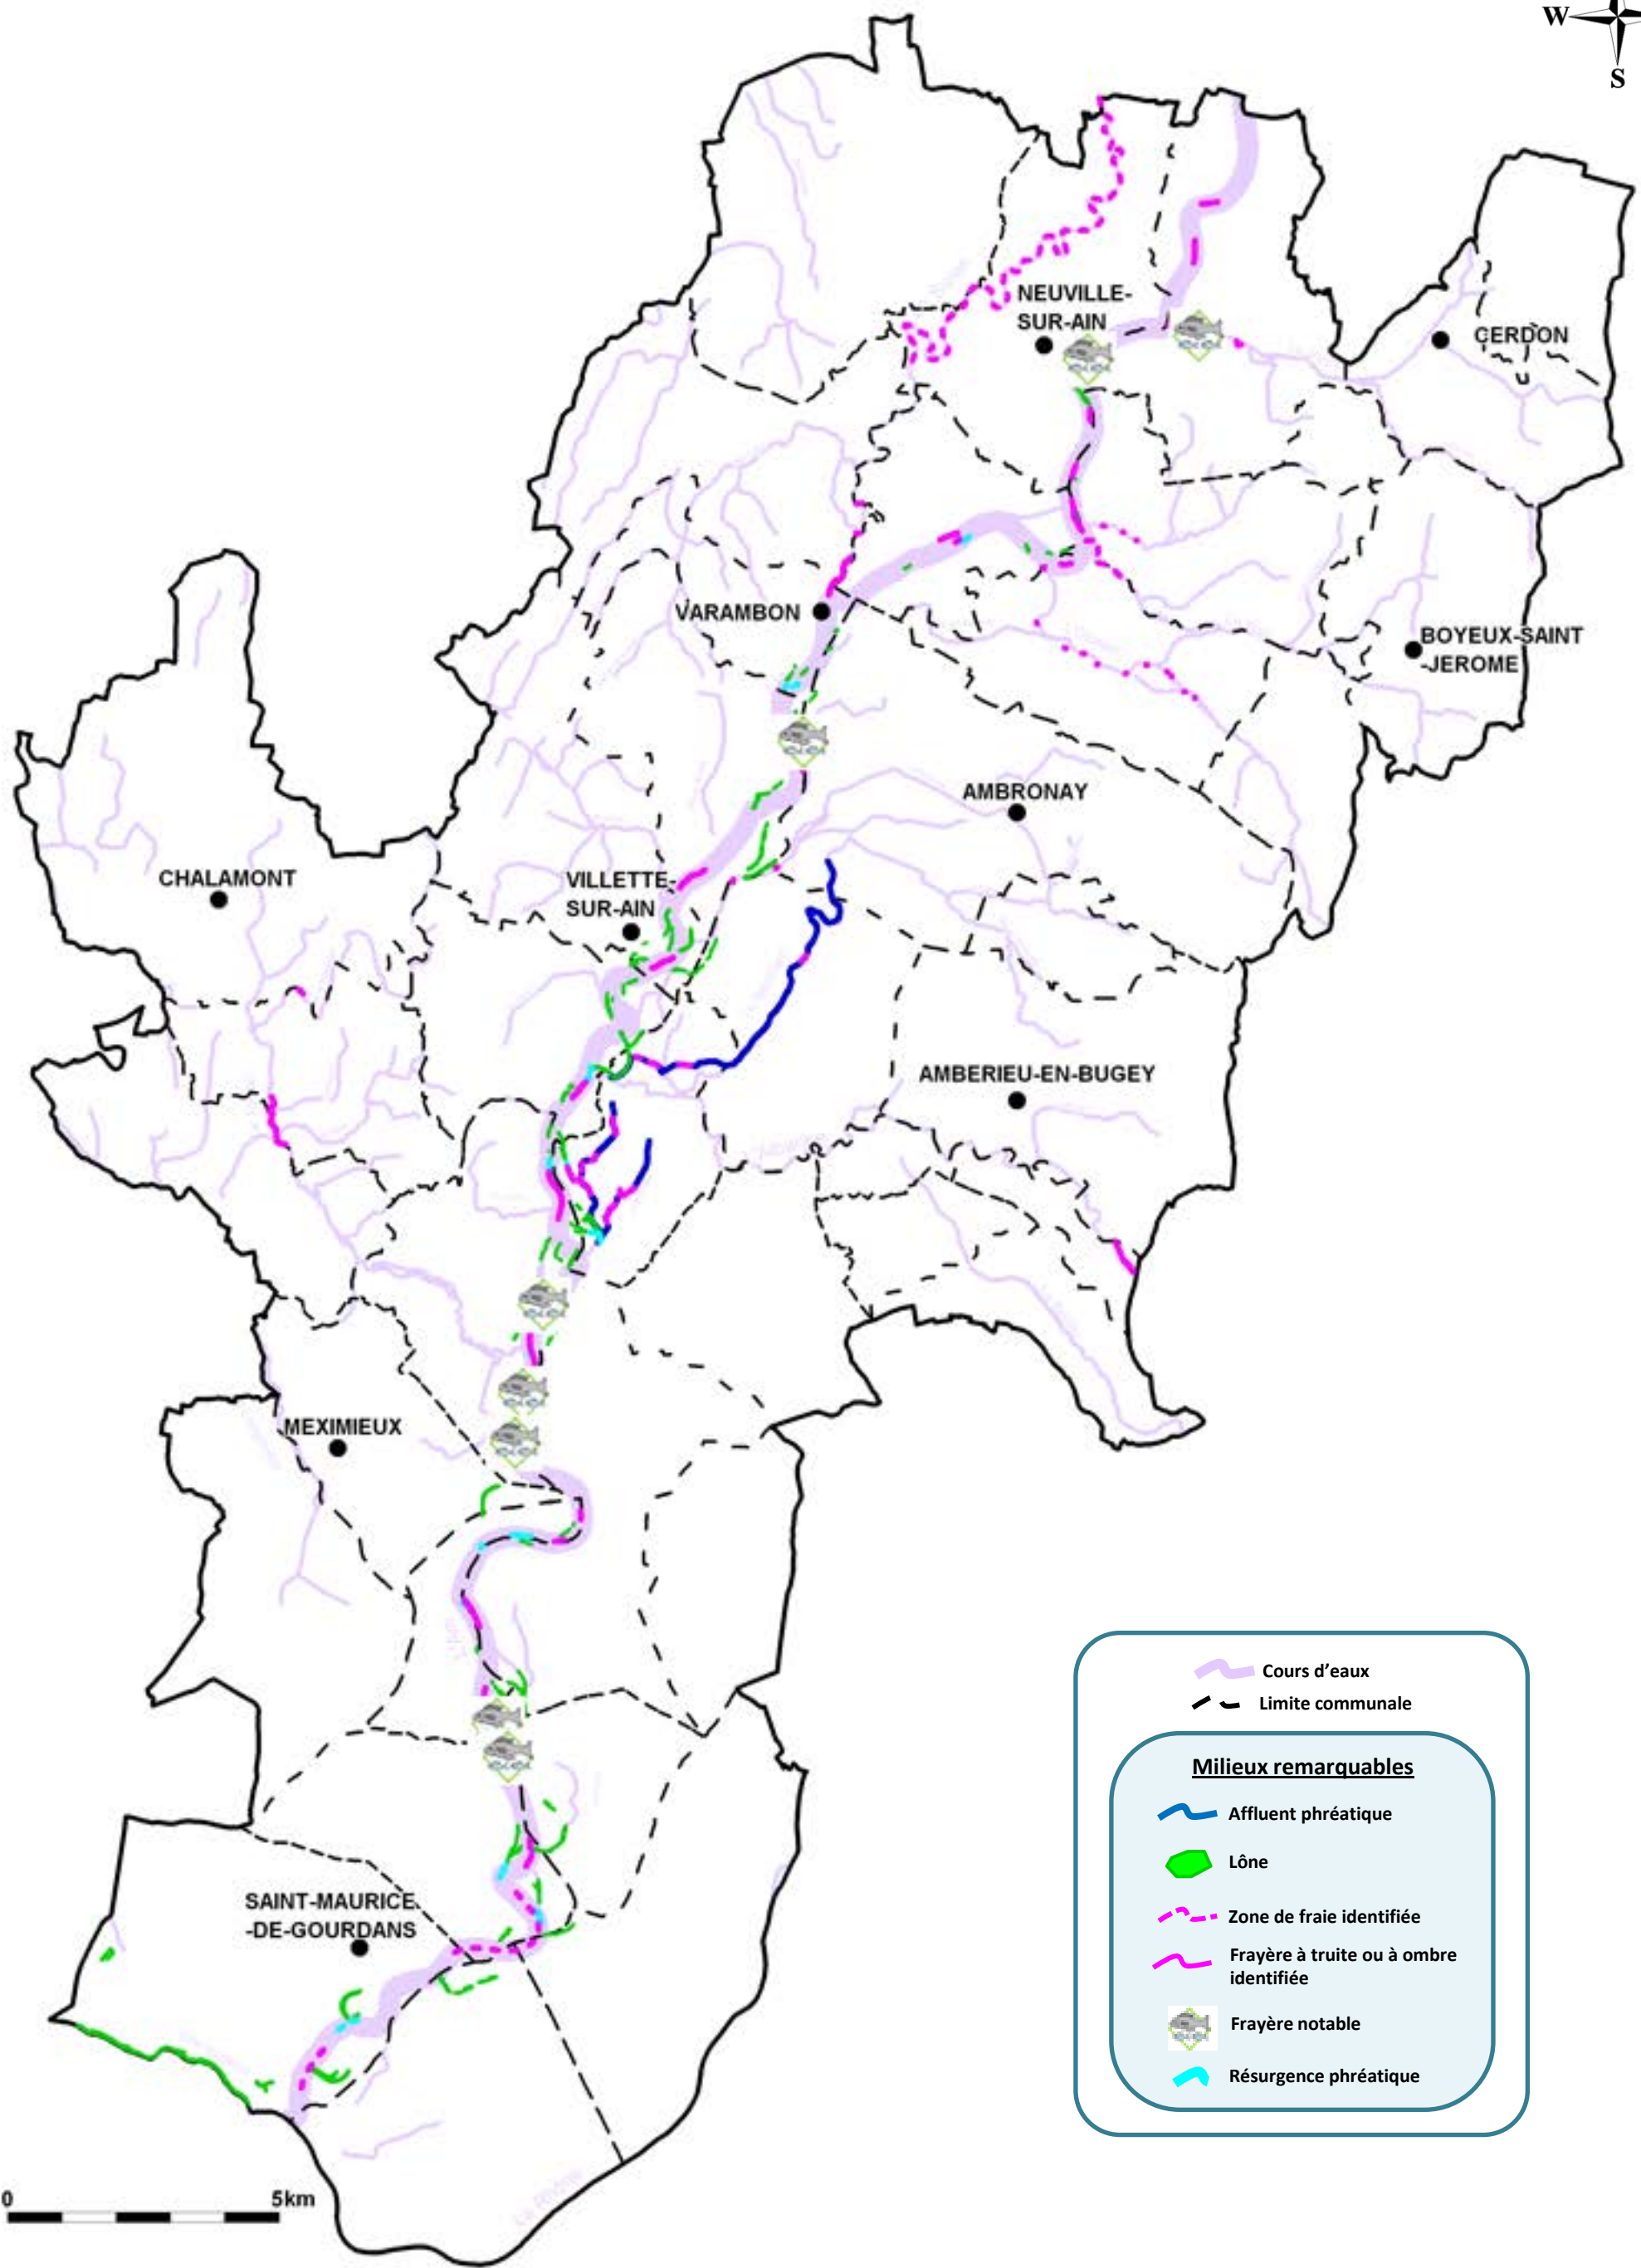 W
S
NEUVILLE-
SUR-AIN
CERDON
VARAMBON
BOYEUX-SAINT
-JEROME
AMBRONAY
CHALAMONT
VILLETTE-
SUR-AIN
AMBERIEU-EN-BUGEY
MEXIMIEUX
SAINT-MAURICE
-DE-GOURDANS
Cours d'eaux
Limite communale
Milieux remarquables
Affluent phréatique
Lône
Zone de fraie identifiée
Frayère à truite ou à ombre
identifiée
Frayère notable
Résurgence phréatique
0 5km
Le Rhône